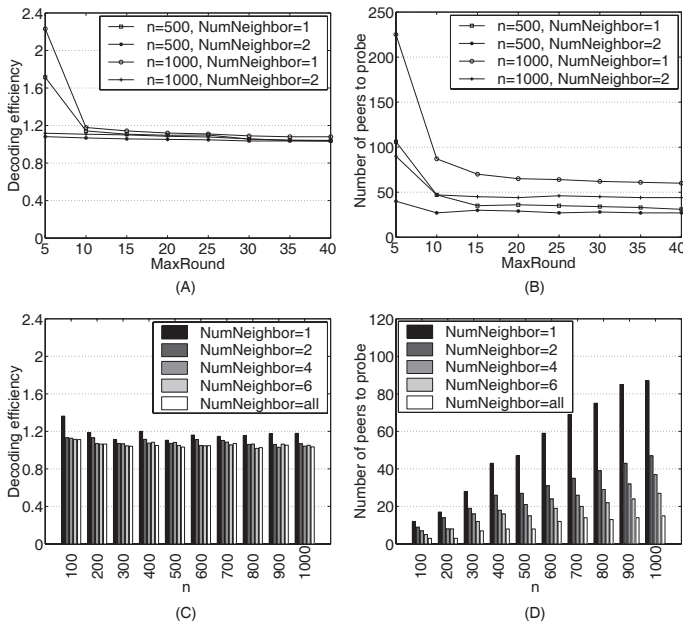 2.4
2
1.6
1.2
0.8
0.4
0
Decoding efficiency
n=500, NumNeighbor=1
n=500, NumNeighbor=2
n=1000, NumNeighbor=1
n=1000, NumNeighbor=2
5 10 15 20 25 30 35 40
MaxRound
(A)
250
200
150
100
50
0
Number of peers to probe
n=500, NumNeighbor=1
n=500, NumNeighbor=2
n=1000, NumNeighbor=1
n=1000, NumNeighbor=2
5 10 15 20 25 30 35 40
MaxRound
(B)
2.4
2
1.6
1.2
0.8
0.4
0
Decoding efficiency
NumNeighbor=1
NumNeighbor=2
NumNeighbor=4
NumNeighbor=6
NumNeighbor=all
100 200 300 400 500 600 700 800 900 1000
n
(C)
120
100
80
60
40
20
0
Number of peers to probe
NumNeighbor=1
NumNeighbor=2
NumNeighbor=4
NumNeighbor=6
NumNeighbor=all
100 200 300 400 500 600 700 800 900 1000
n
(D)